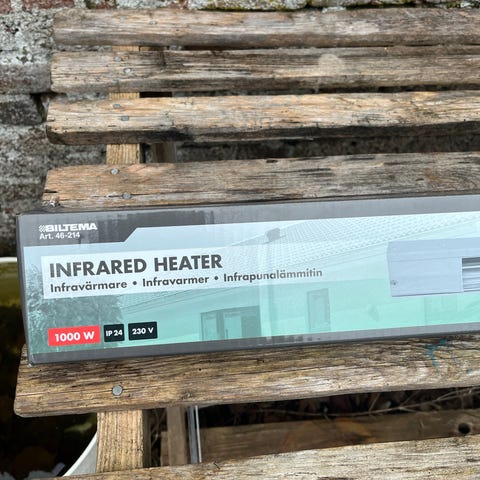 BILTEMA
Art. 46-214
INFRARED HEATER
Infravärmare • Infravarmer • Infrapunalämmitin
1000 W IP 24 230 V